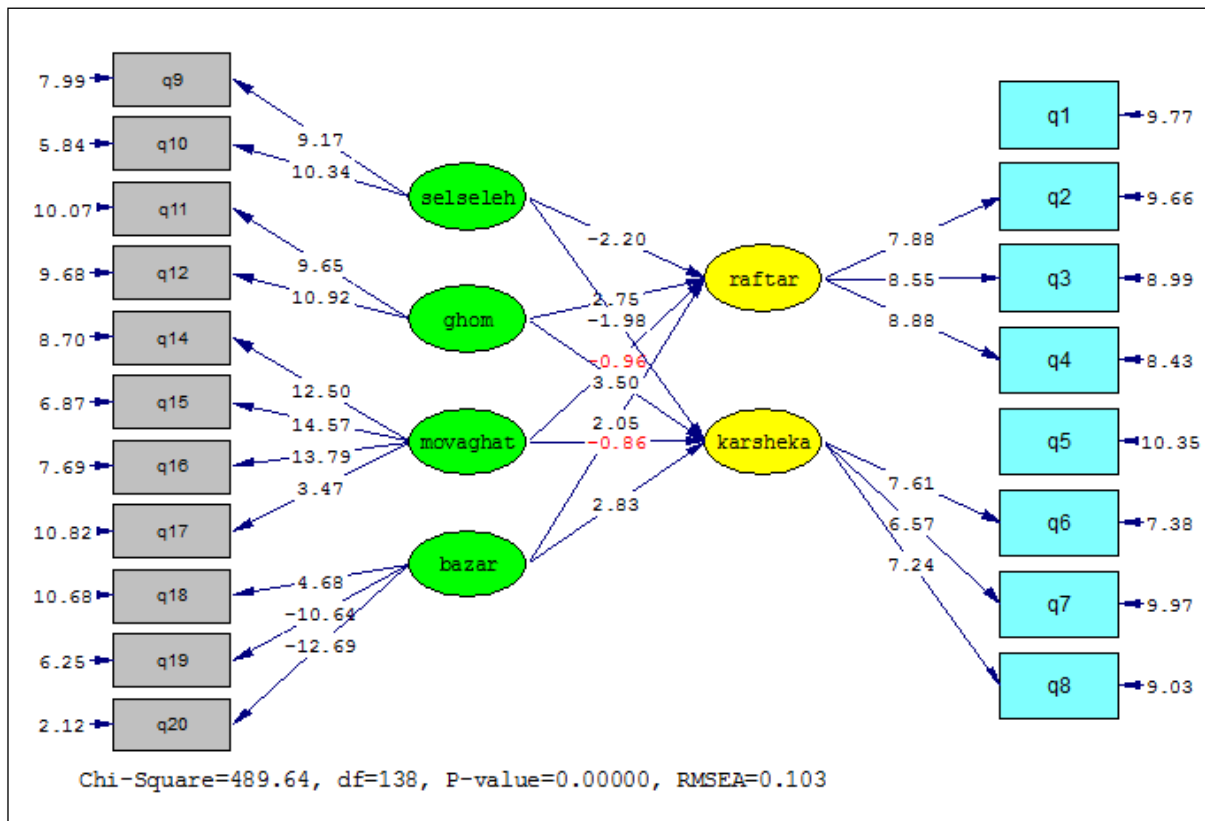 7.99 q9
5.84 q10
10.07 q11
9.68 q12
8.70 q14
6.87 q15
7.69 q16
10.82 q17
10.68 q18
6.25 q19
2.12 q20
9.17
10.34
9.65
10.92
12.50
14.57
13.79
3.47
4.68
-10.64
-12.69
selseleh
ghom
movaghat
bazar
-2.20
2.75
-1.98
-0.96
3.50
2.05
-0.86
2.83
raftar
karsheka
7.88
8.55
8.88
7.61
6.57
7.24
q1 9.77
q2 9.66
q3 8.99
q4 8.43
q5 10.35
q6 7.38
q7 9.97
q8 9.03
Chi-Square=489.64, df=138, P-value=0.00000, RMSEA=0.103